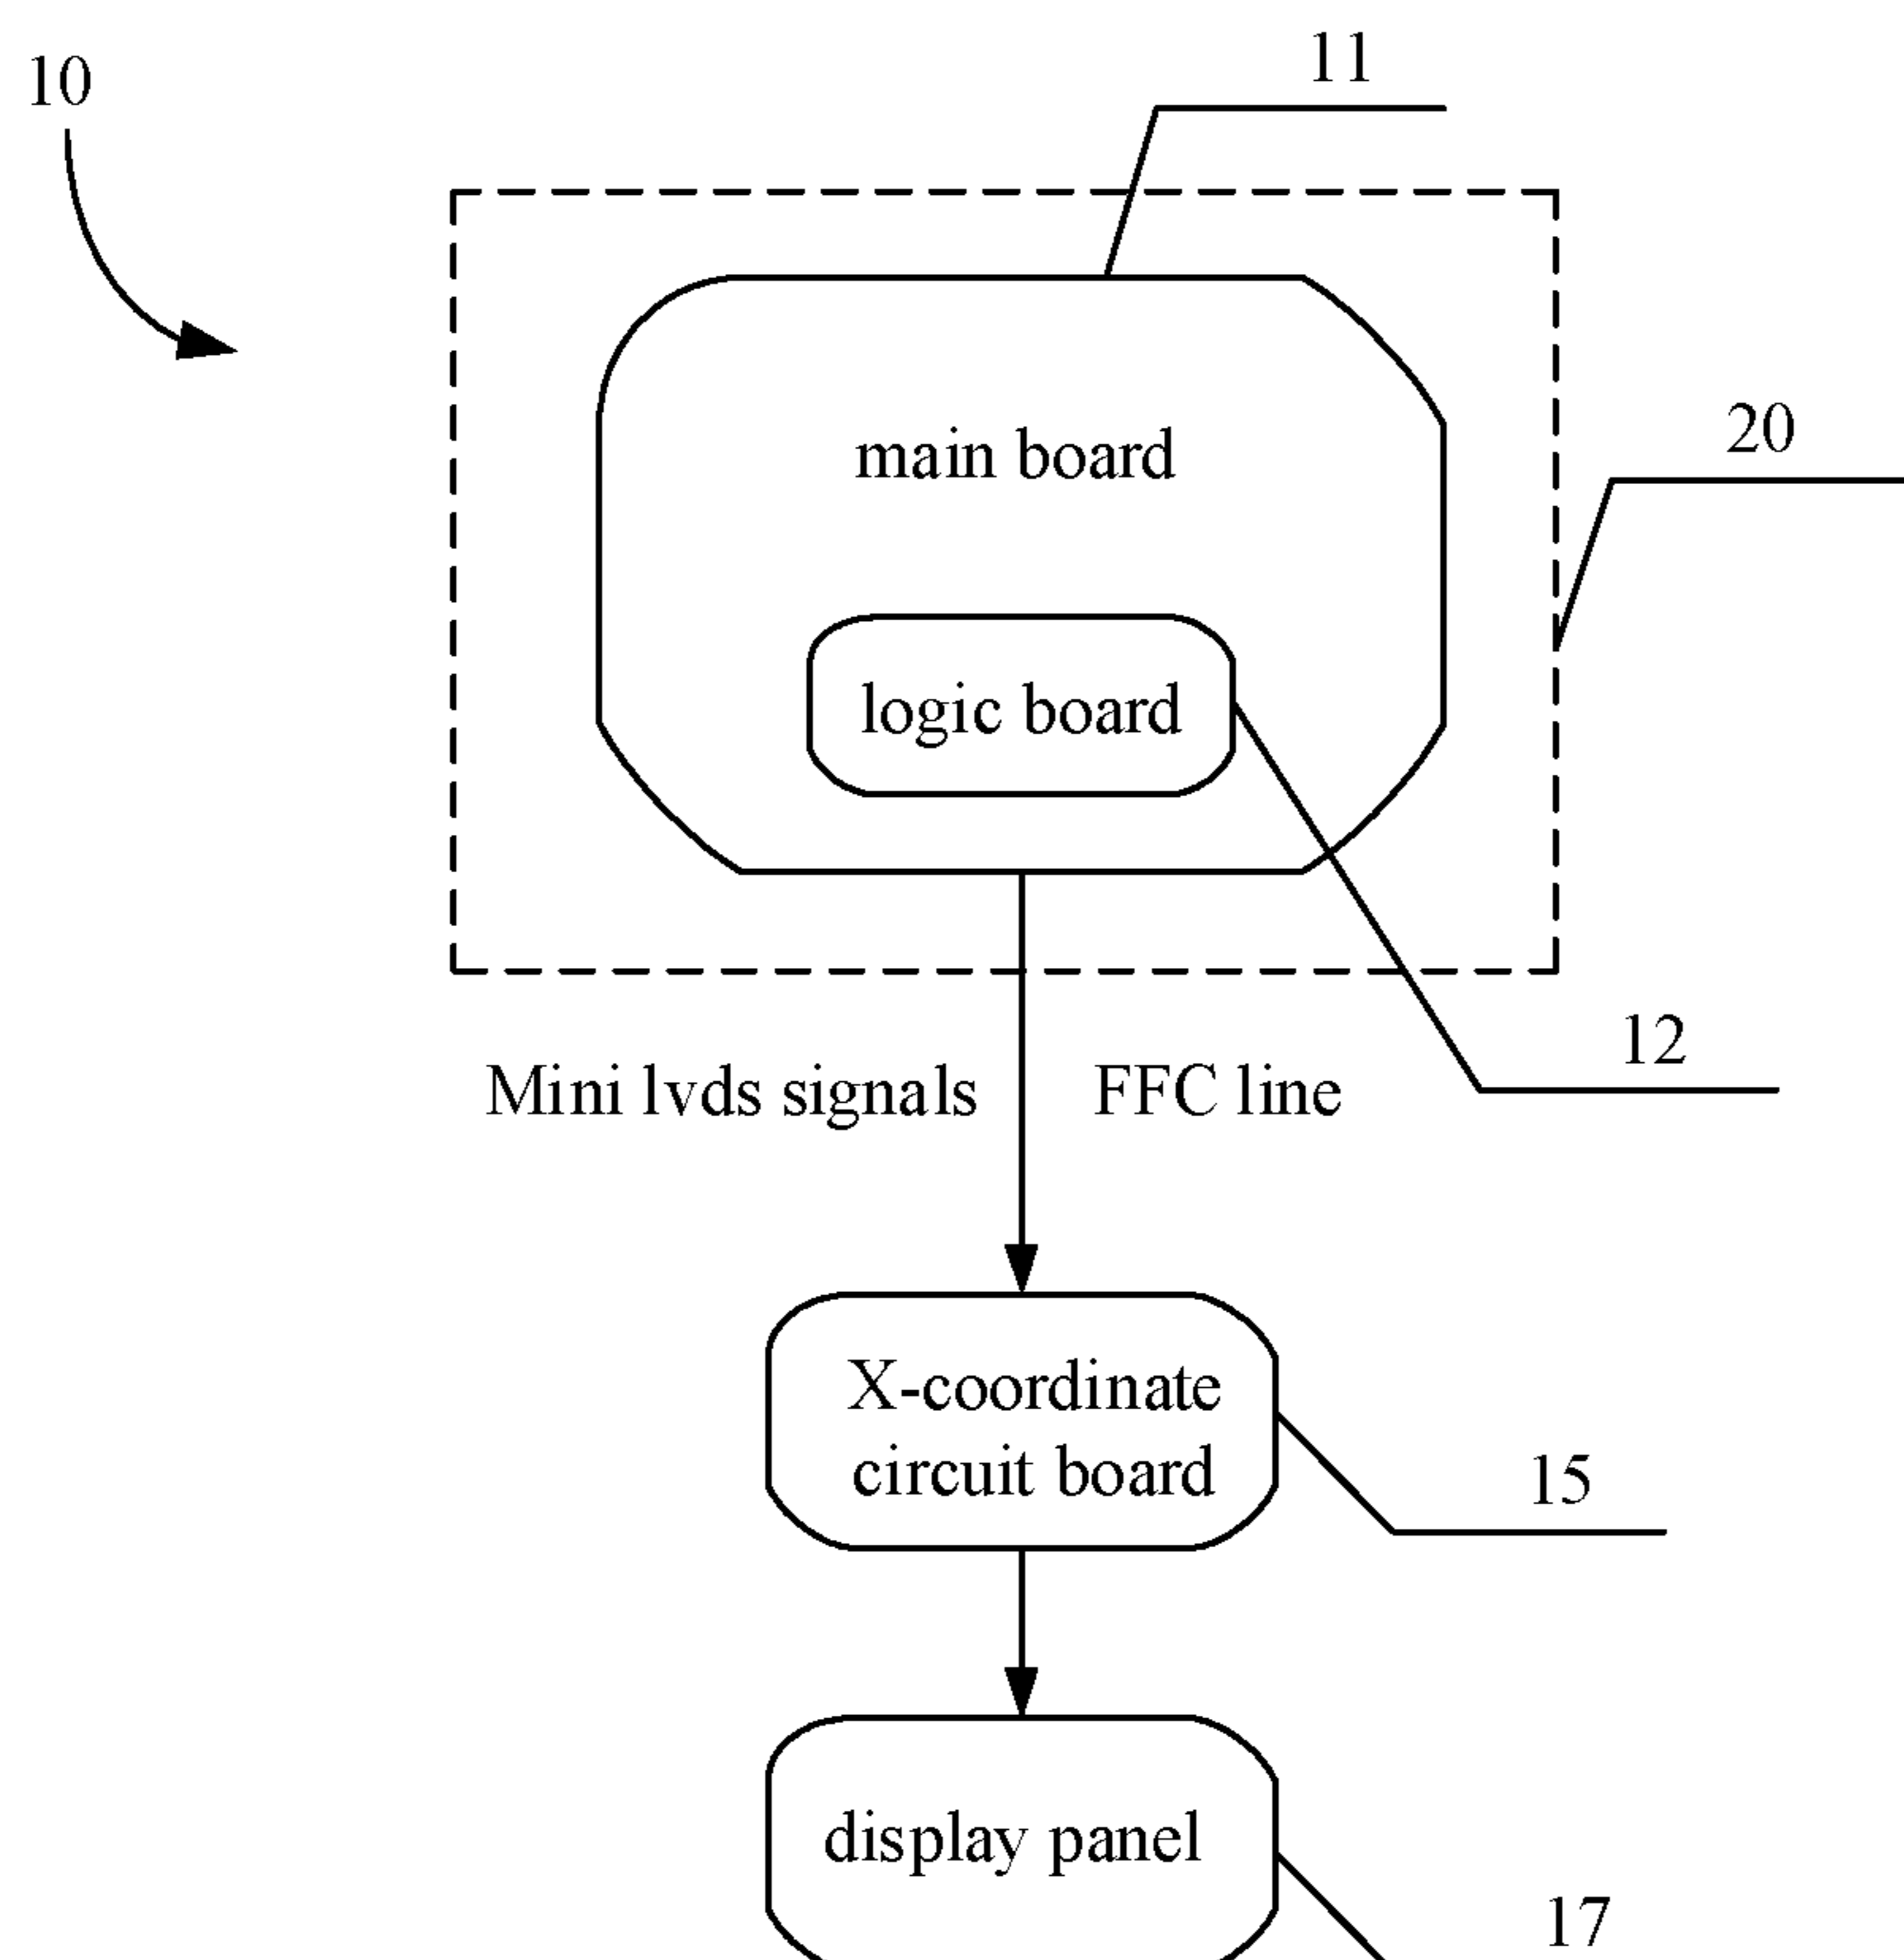 10
11
main board
20
logic board
12
Mini lvds signals
FFC line
X-coordinate
circuit board
15
display panel
17